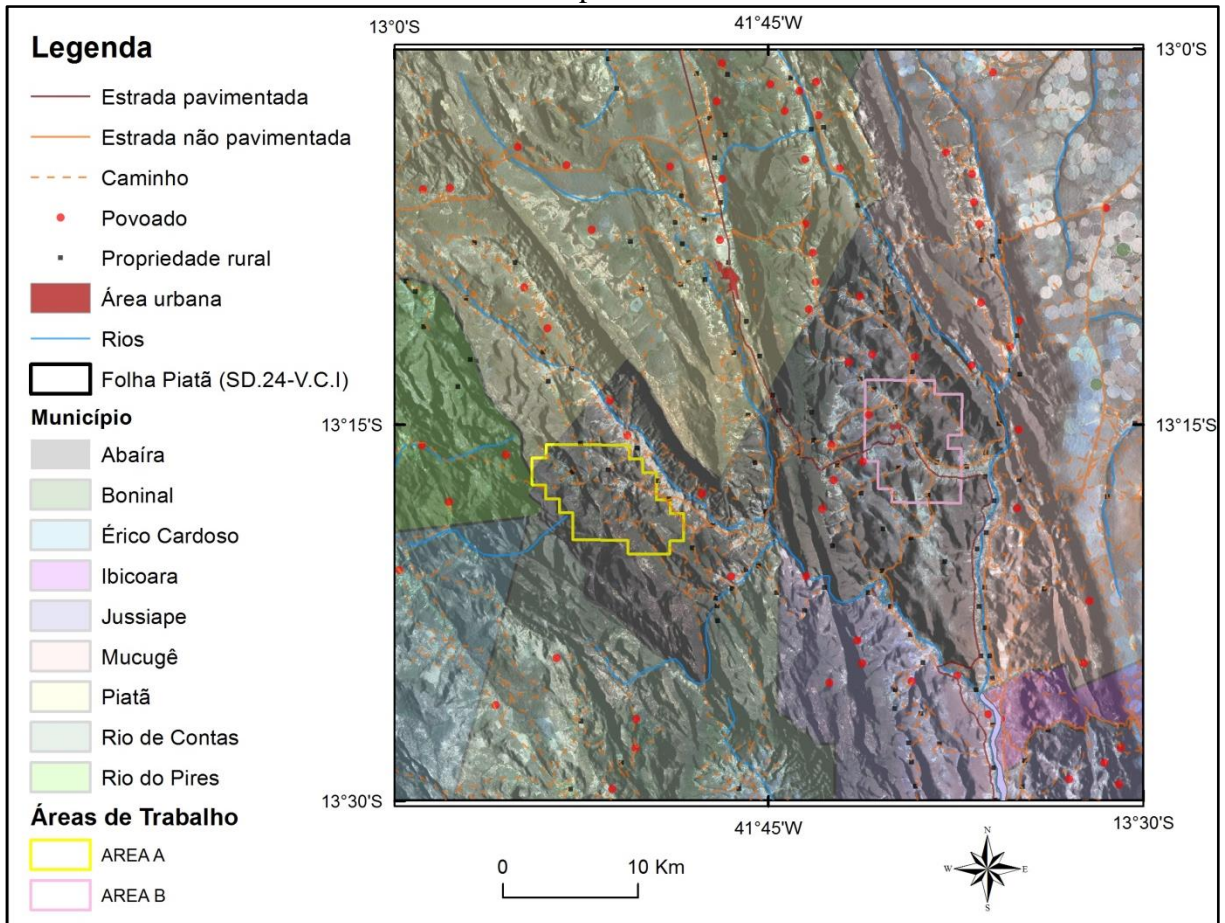 Legenda
Estrada pavimentada
Estrada não pavimentada
Caminho
Povoado
Propriedade rural
Área urbana
Rios
Folha Piatã (SD.24-V.C.I)
Município
Abaíra
Boninal
Érico Cardoso
Ibicoara
Jussiape
Mucugê
Piatã
Rio de Contas
Rio do Pires
Áreas de Trabalho
AREA A
AREA B
13°0'S
41°45'W
13°0'S
13°15'S
13°15'S
13°30'S
41°45'W
13°30'S
0 10 Km
N
W E
S